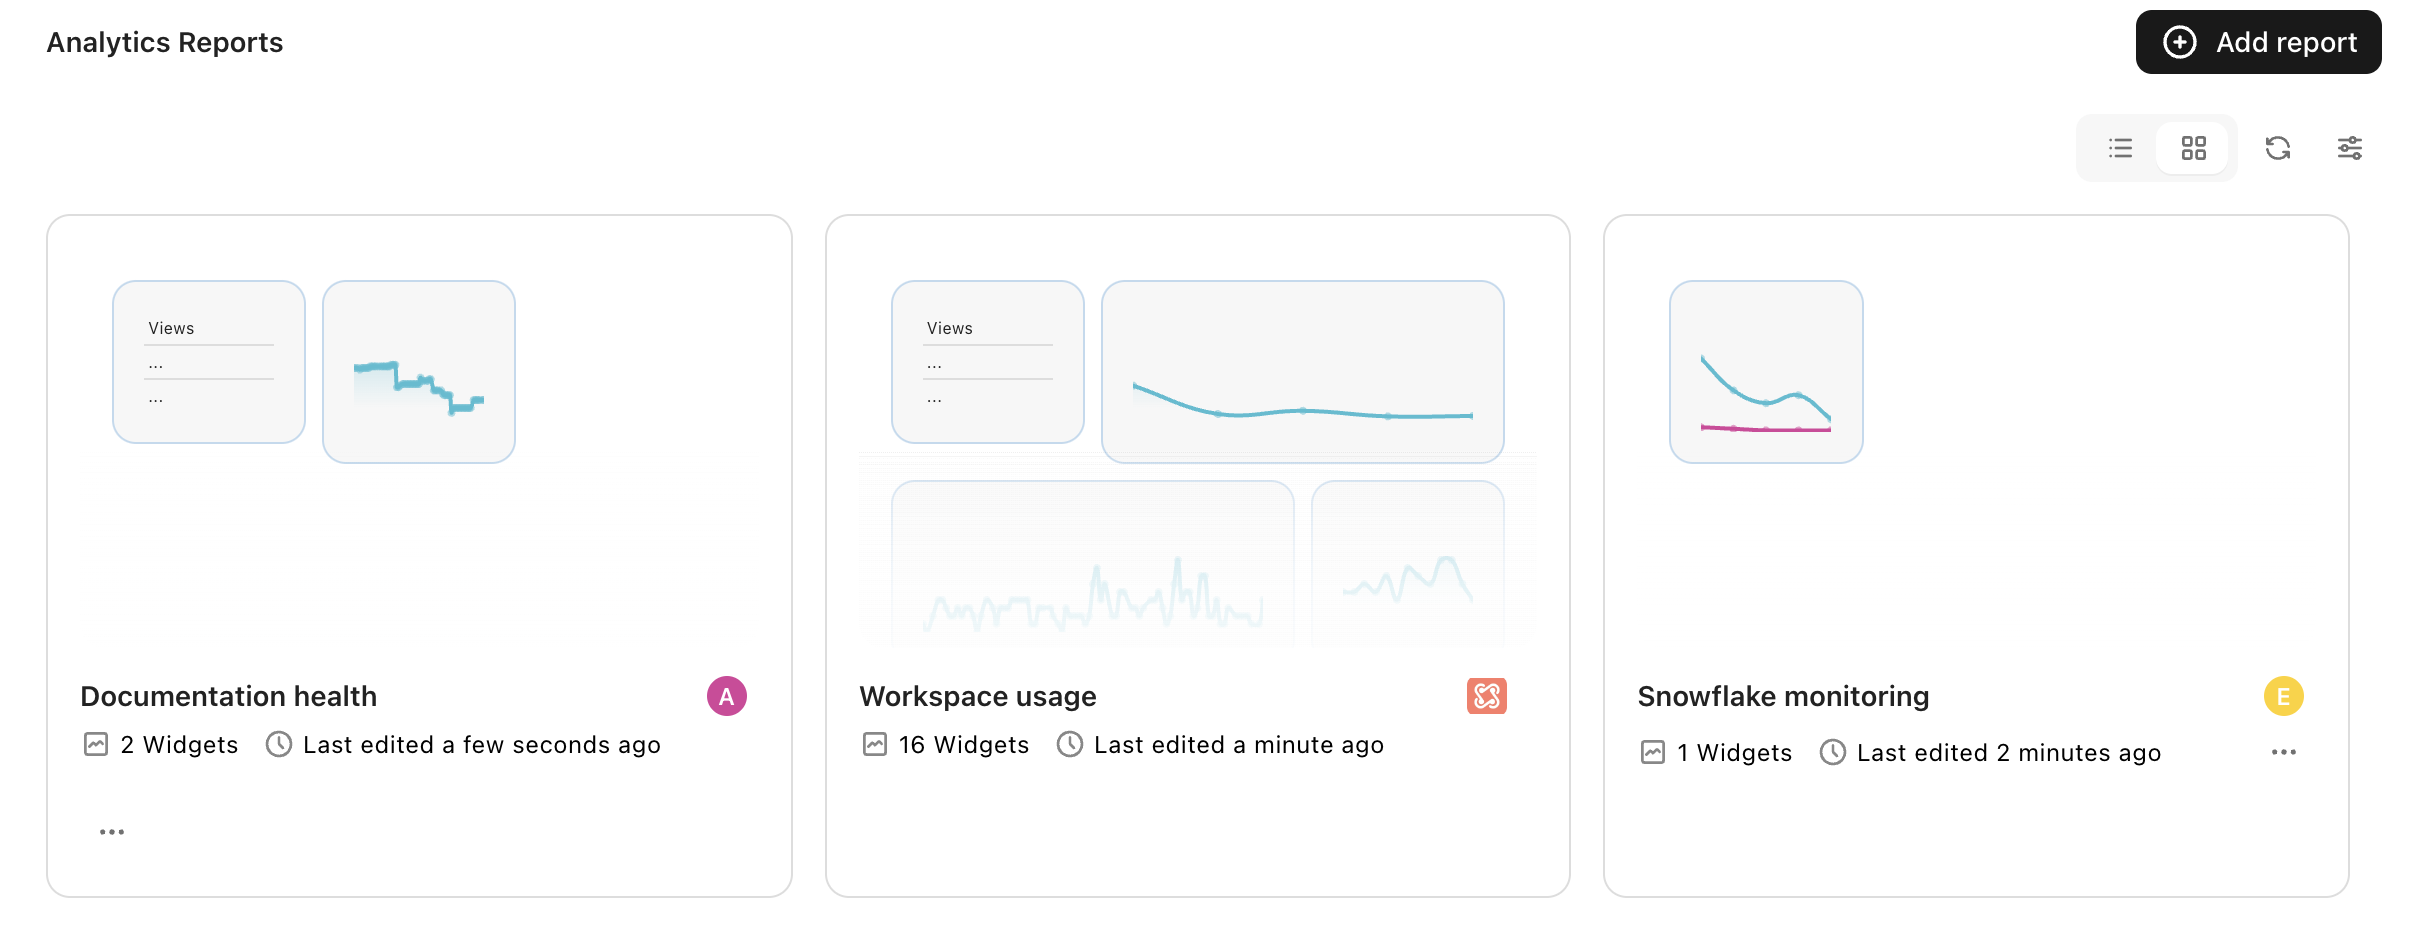 Analytics Reports
Add report
Views
...
...
Views
...
...
Documentation health
A
2 Widgets
Last edited a few seconds ago
Workspace usage
16 Widgets
Last edited a minute ago
Snowflake monitoring
E
1 Widgets
Last edited 2 minutes ago